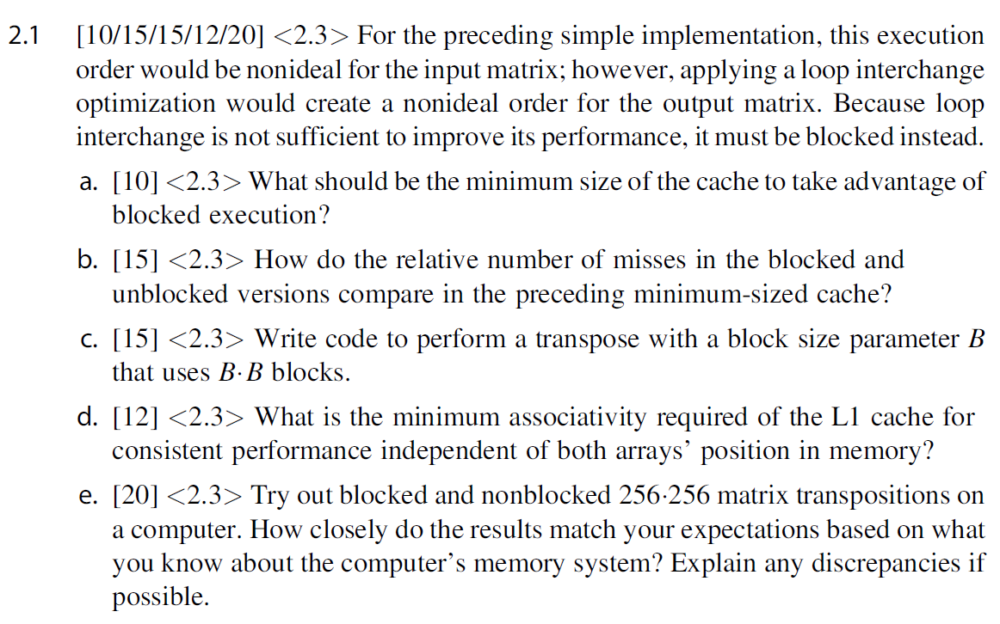 2.1 [10/15/15/12/20] <2.3> For the preceding simple implementation, this execution
order would be nonideal for the input matrix; however, applying a loop interchange
optimization would create a nonideal order for the output matrix. Because loop
interchange is not sufficient to improve its performance, it must be blocked instead.
a. [10] <2.3> What should be the minimum size of the cache to take advantage of
blocked execution?
b. [15] <2.3> How do the relative number of misses in the blocked and
unblocked versions compare in the preceding minimum-sized cache?
c. [15] <2.3> Write code to perform a transpose with a block size parameter B
that uses B·B blocks.
d. [12] <2.3> What is the minimum associativity required of the L1 cache for
consistent performance independent of both arrays’ position in memory?
e. [20] <2.3> Try out blocked and nonblocked 256·256 matrix transpositions on
a computer. How closely do the results match your expectations based on what
you know about the computer’s memory system? Explain any discrepancies if
possible.